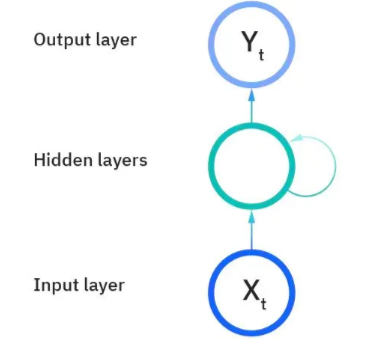 Output layer
Yₜ
Hidden layers
Input layer
Xₜ